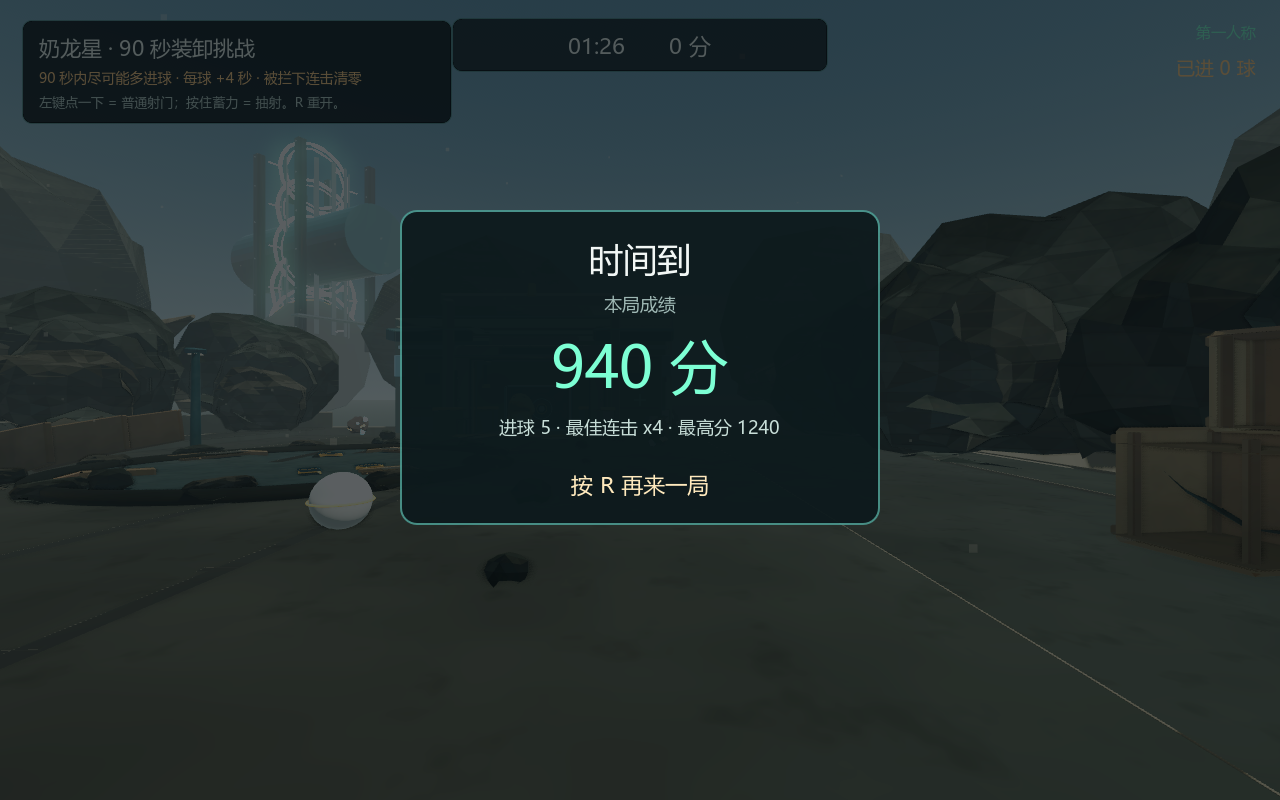 奶龙星 · 90 秒装卸挑战
90 秒内尽可能多进球 · 每球 +4 秒 · 被拦下连击清零
左键点一下 = 普通射门；按住蓄力 = 抽射。R 重开。
01:26 0 分
第一人称
已进 0 球
时间到
本局成绩
940 分
进球 5 · 最佳连击 x4 · 最高分 1240
按 R 再来一局